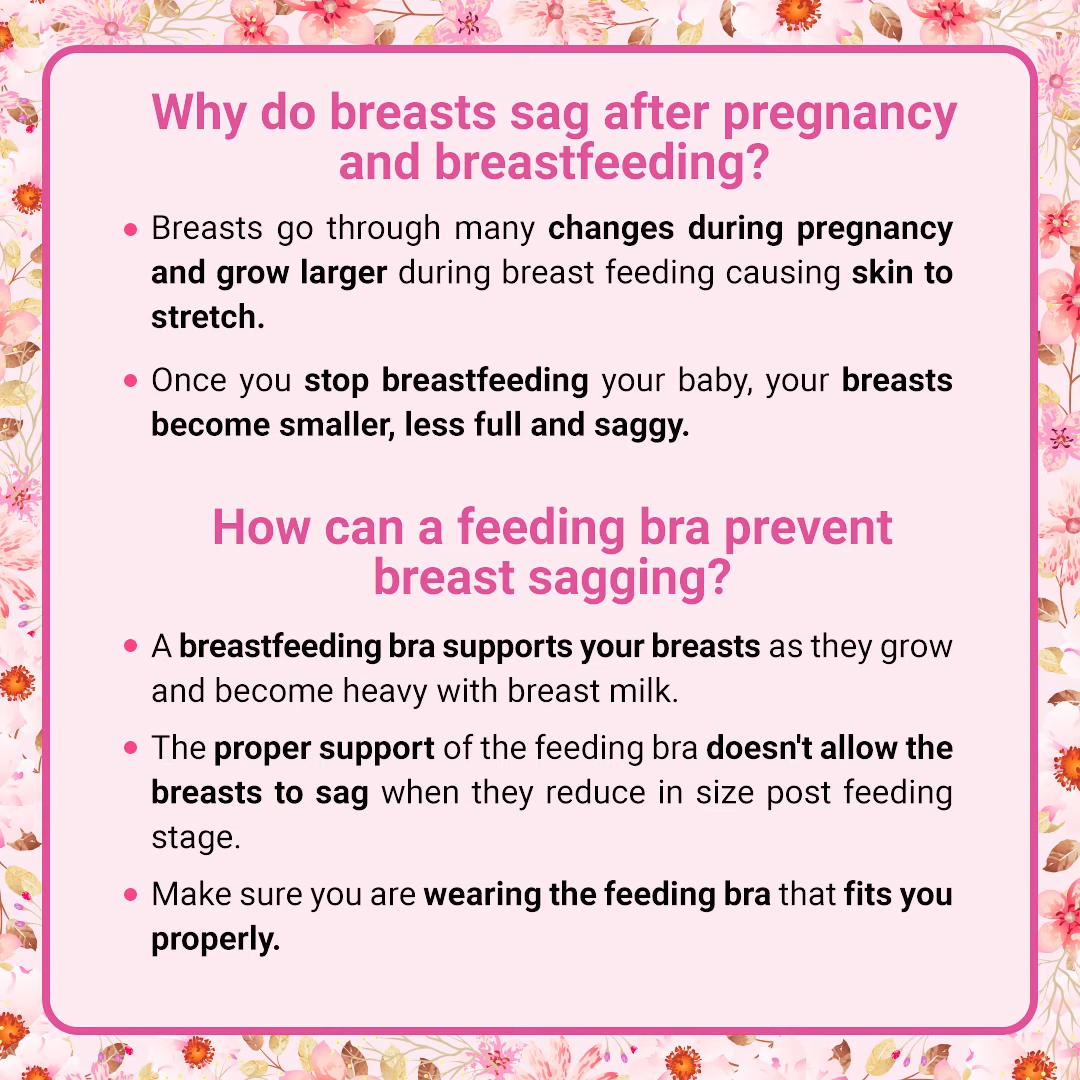 Why do breasts sag after pregnancy
and breastfeeding?
• Breasts go through many changes during pregnancy
and grow larger during breast feeding causing skin to
stretch.
• Once you stop breastfeeding your baby, your breasts
become smaller, less full and saggy.
How can a feeding bra prevent
breast sagging?
• A breastfeeding bra supports your breasts as they grow
and become heavy with breast milk.
• The proper support of the feeding bra doesn't allow the
breasts to sag when they reduce in size post feeding
stage.
• Make sure you are wearing the feeding bra that fits you
properly.